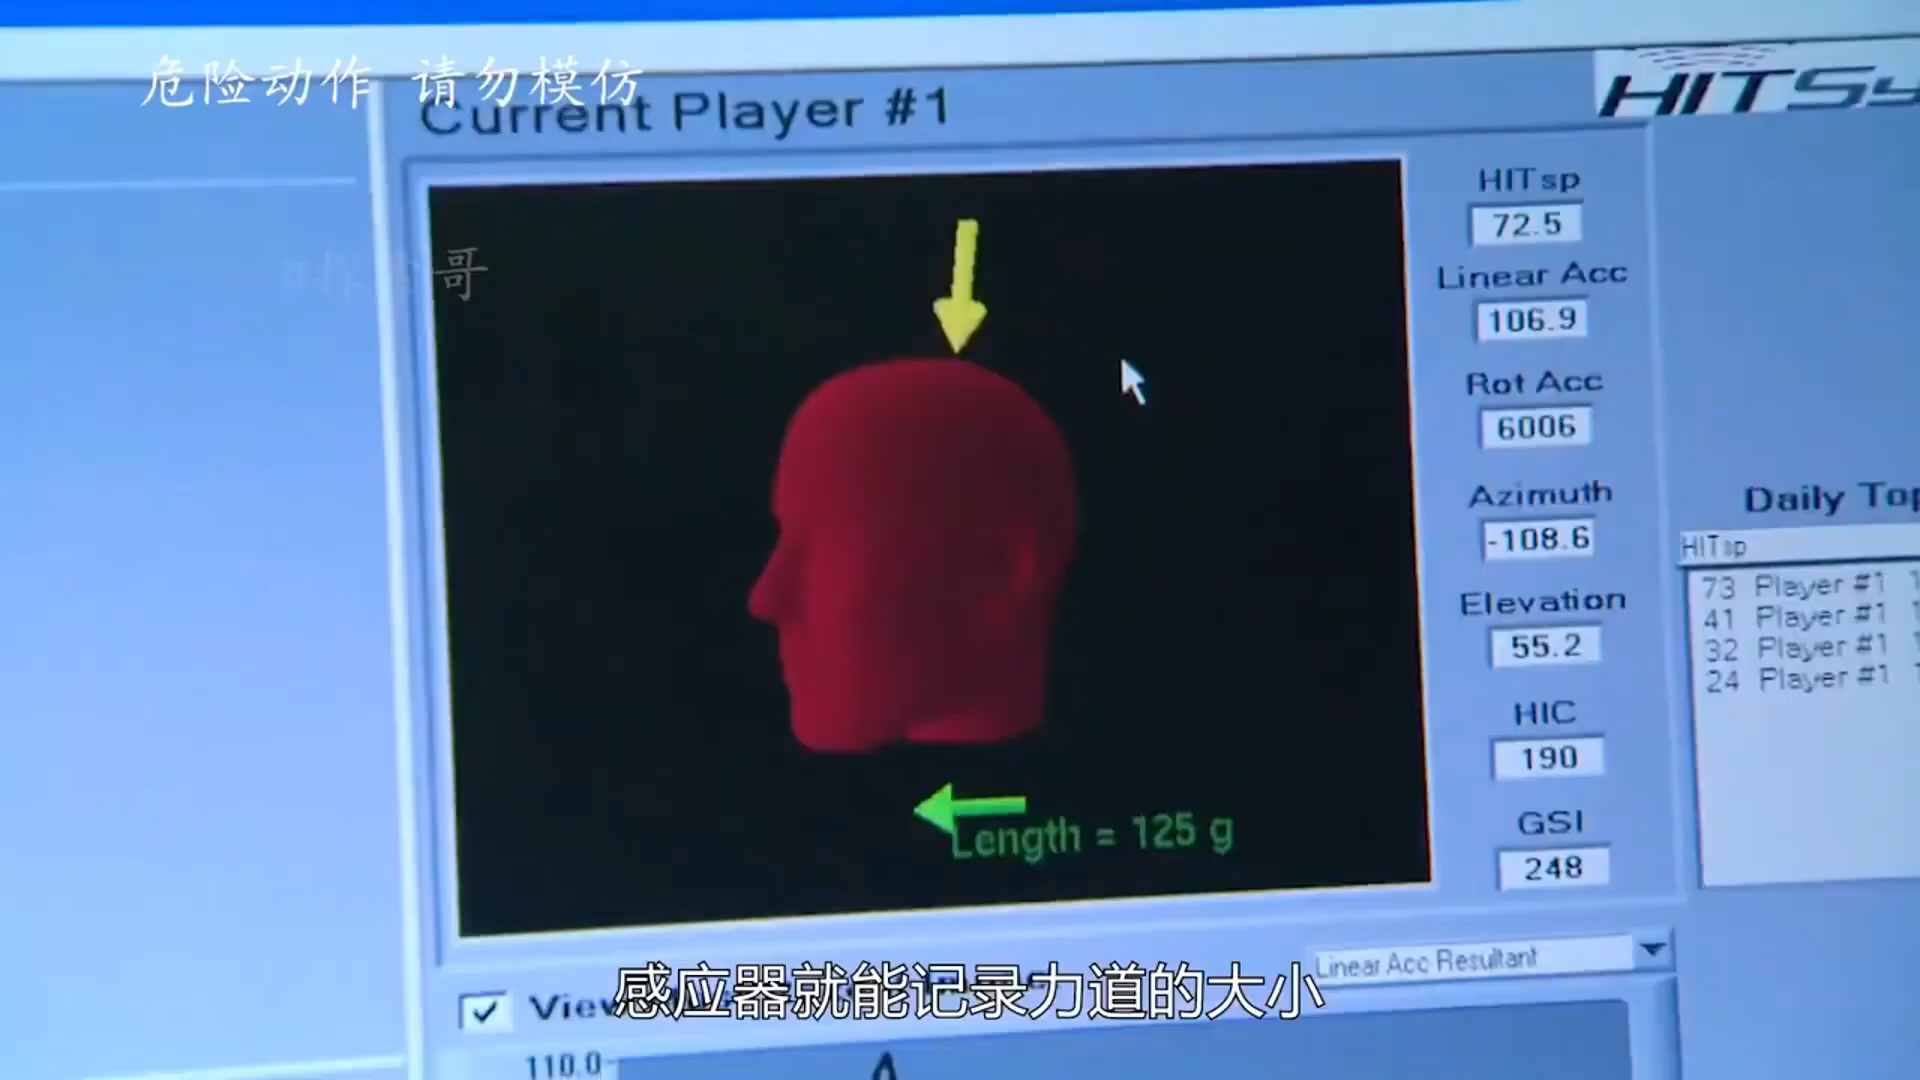 危险动作 请勿模仿
Current Player #1
哥
Length = 125 g
HITsp
72.5
Linear Acc
106.9
Rot Acc
6006
Azimuth
-108.6
Elevation
55.2
HIC
190
GSI
248
Daily Top
HITsp
73 Player #1
41 Player #1
32 Player #1
24 Player #1
Linear Acc Resultant
View
感应器就能记录力道的大小
110.0